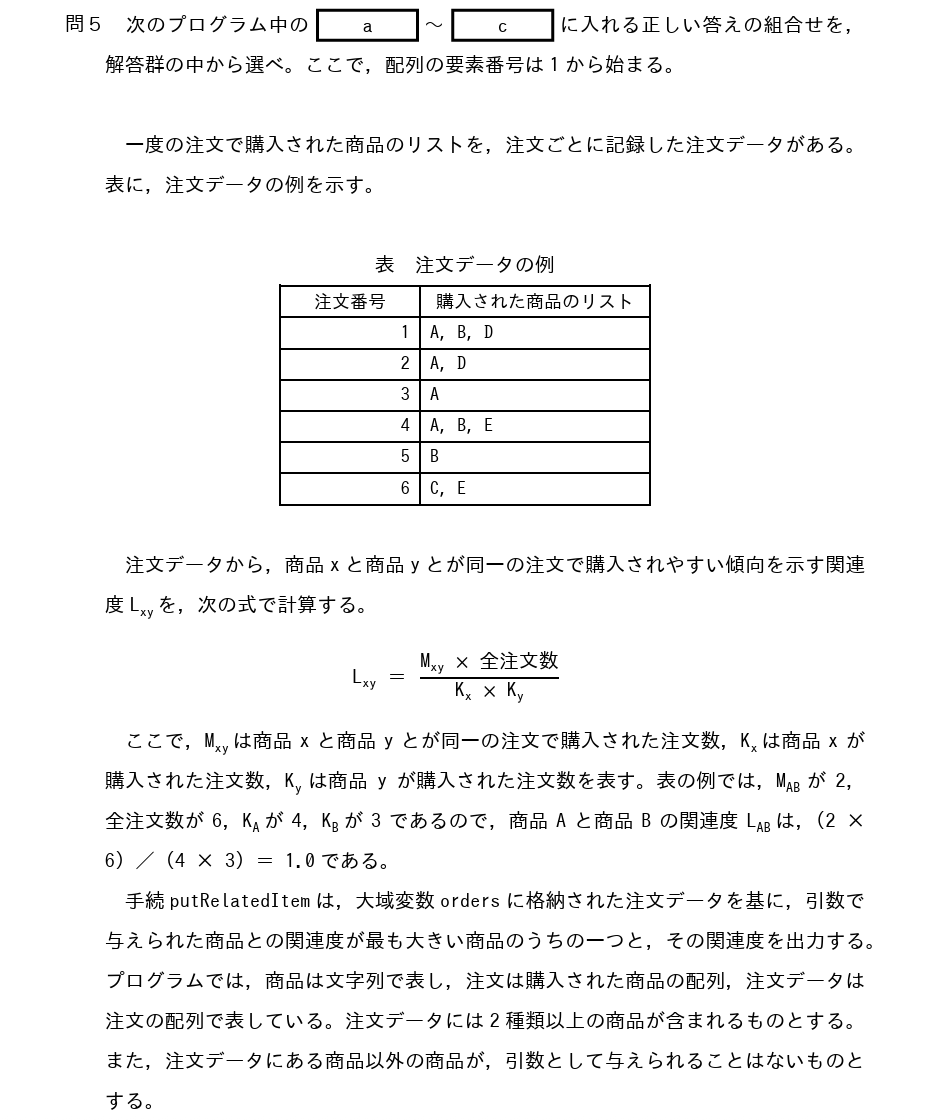 問5 次のプログラム中の a ～ c に入れる正しい答えの組合せを，
解答群の中から選べ。ここで，配列の要素番号は1から始まる。
一度の注文で購入された商品のリストを，注文ごとに記録した注文データがある。
表に，注文データの例を示す。
表 注文データの例
注文番号 購入された商品のリスト
1 A, B, D
2 A, D
3 A
4 A, B, E
5 B
6 C, E
注文データから，商品 x と商品 y とが同一の注文で購入されやすい傾向を示す関連
度 Lxy を，次の式で計算する。
Lxy ＝ Mxy × 全注文数
Kx × Ky
ここで，Mxy は商品 x と商品 y とが同一の注文で購入された注文数，Kx は商品 x が
購入された注文数，Ky は商品 y が購入された注文数を表す。表の例では，MAB が 2，
全注文数が 6，KA が 4，KB が 3 であるので，商品 A と商品 B の関連度 LAB は，(2 ×
6) ／ (4 × 3) ＝ 1.0 である。
手続 putRelatedItem は，大域変数 orders に格納された注文データを基に，引数で
与えられた商品との関連度が最も大きい商品のうちの一つと，その関連度を出力する。
プログラムでは，商品は文字列で表し，注文は購入された商品の配列，注文データは
注文の配列で表している。注文データには2種類以上の商品が含まれるものとする。
また，注文データにある商品以外の商品が，引数として与えられることはないものと
する。